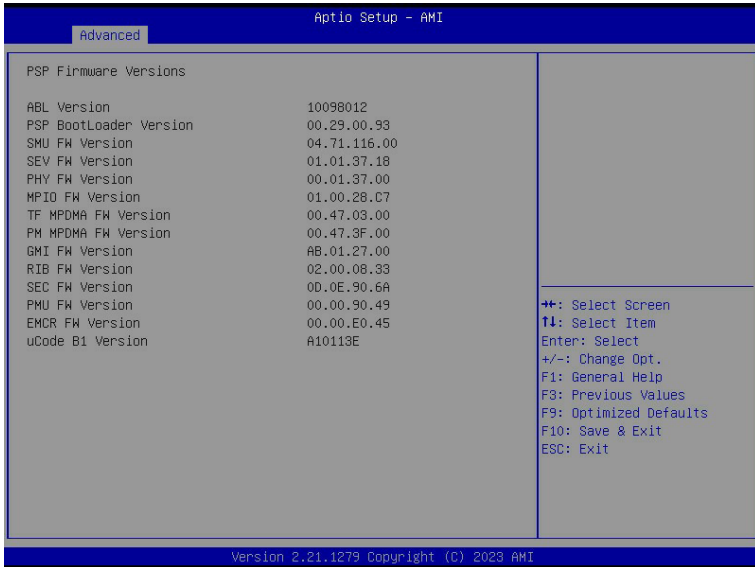 Aptio Setup – AMI
Advanced
PSP Firmware Versions
ABL Version 10098012
PSP BootLoader Version 00.29.00.93
SMU FW Version 04.71.116.00
SEV FW Version 01.01.37.18
PHY FW Version 00.01.37.00
MPIO FW Version 01.00.28.C7
TF MPDMA FW Version 00.47.03.00
PM MPDMA FW Version 00.47.3F.00
GMI FW Version AB.01.27.00
RIB FW Version 02.00.08.33
SEC FW Version 0D.0E.90.6A
PMU FW Version 00.00.90.49
EMCR FW Version 00.00.E0.45
uCode B1 Version A10113E
→←: Select Screen
↑↓: Select Item
Enter: Select
+/-: Change Opt.
F1: General Help
F3: Previous Values
F9: Optimized Defaults
F10: Save & Exit
ESC: Exit
Version 2.21.1279 Copyright (C) 2023 AMI